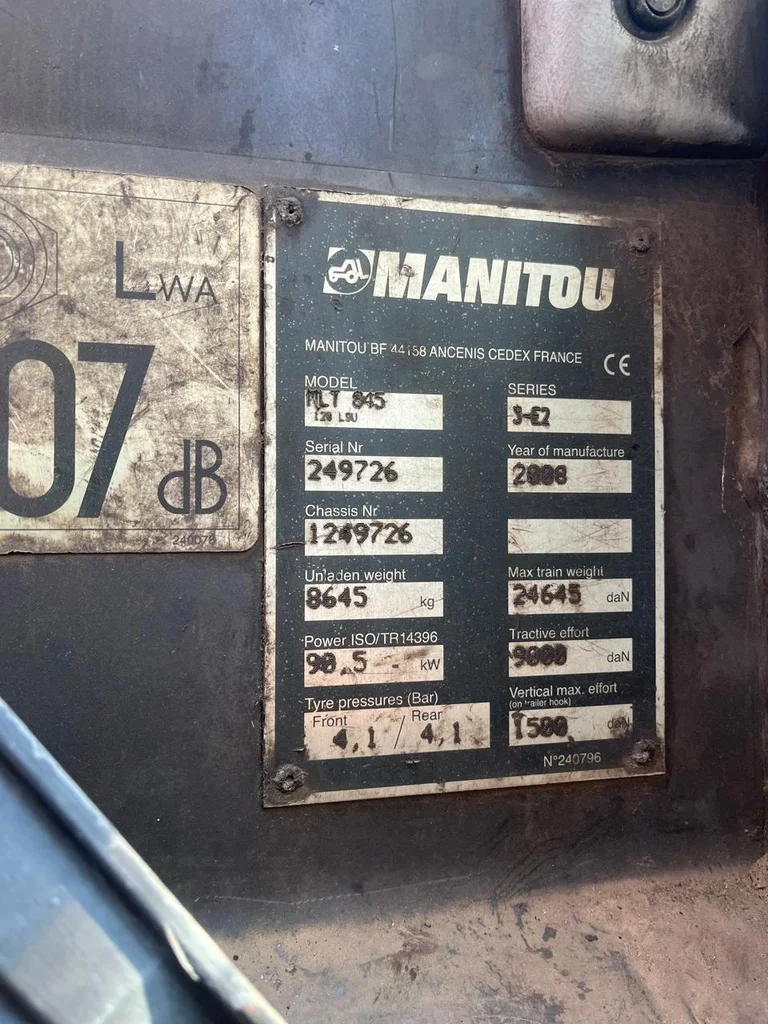 LWA
07
dB
240076
MANITOU
MANITOU BF 44158 ANCENIS CEDEX FRANCE CE
MODEL SERIES
MLT 845
120 LSU 3-E2
Serial Nr Year of manufacture
249726 2008
Chassis Nr
1249726
Unladen weight Max train weight
8645 kg 24645 daN
Power ISO/TR14396 Tractive effort
90.5 kW 9000 daN
Tyre pressures (Bar) Vertical max. effort
(on trailer hook)
Front Rear
4,1 / 4,1 1500 daN
N°240796